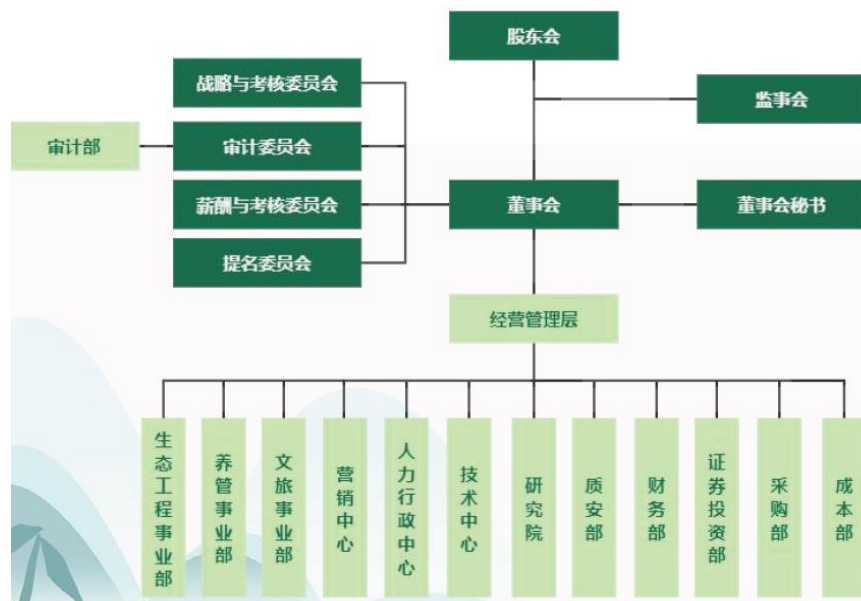 股东会
战略与考核委员会
监事会
审计部
审计委员会
薪酬与考核委员会
董事会
董事会秘书
提名委员会
经营管理层
生态工程事业部
养管事业部
文旅事业部
营销中心
人力行政中心
技术中心
研究院
质安部
财务部
证券投资部
采购部
成本部